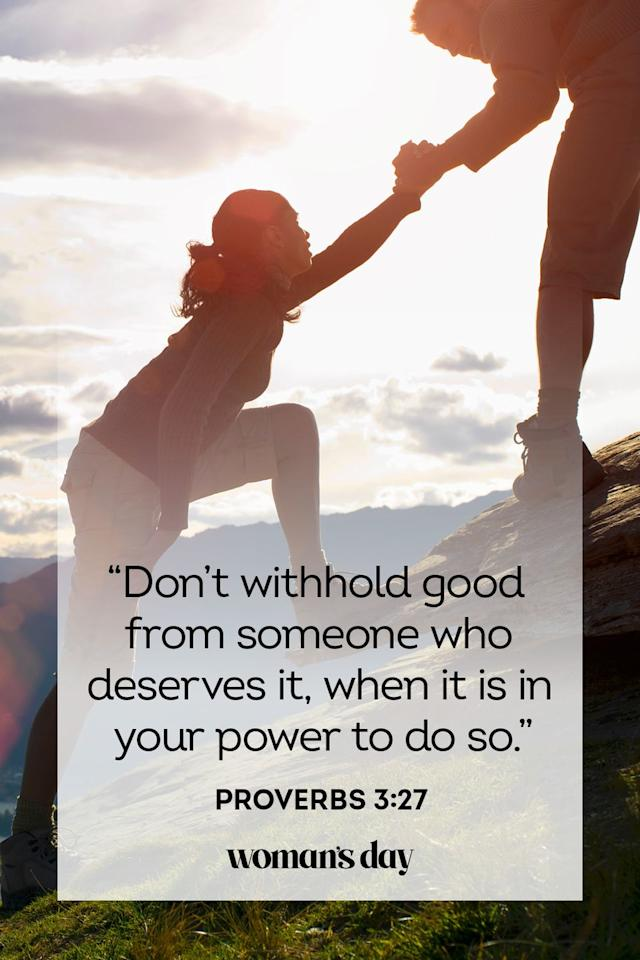 “Don’t withhold good
from someone who
deserves it, when it is in
your power to do so.”
PROVERBS 3:27
woman’s day